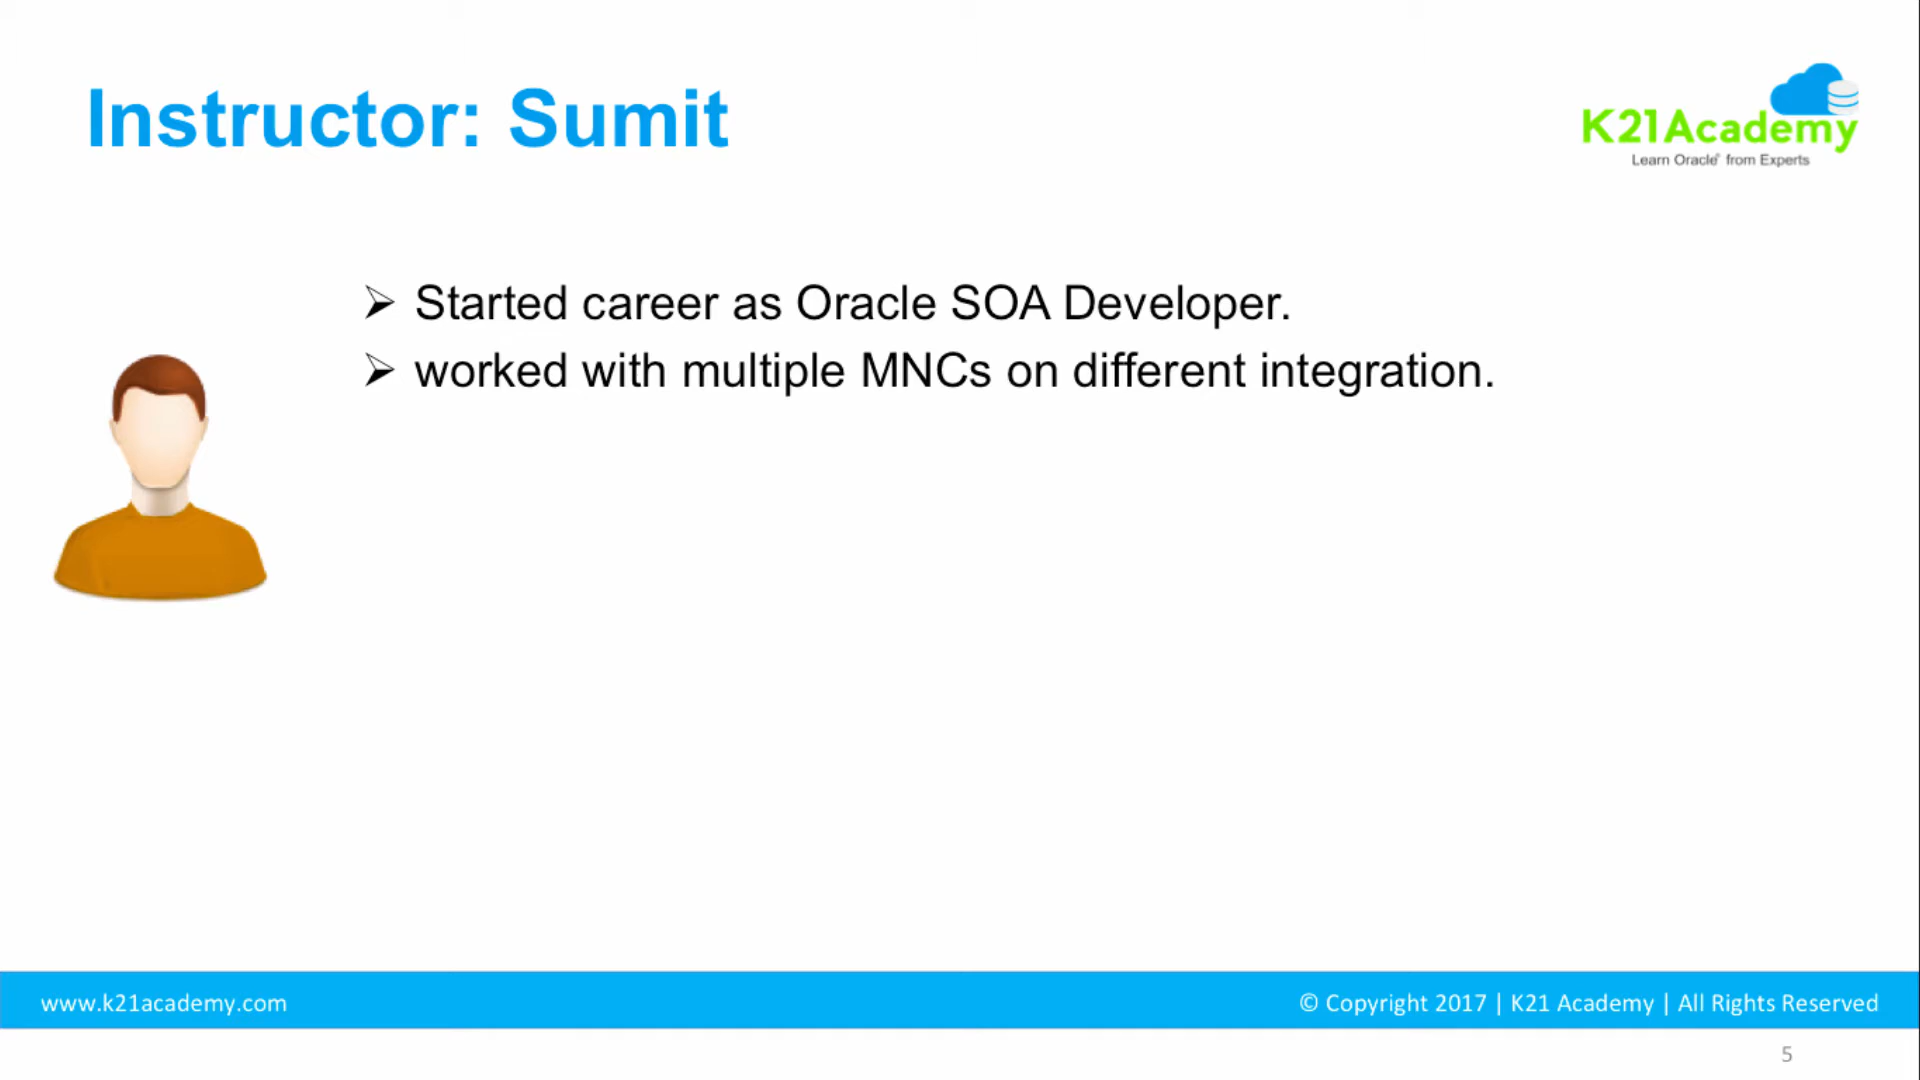 Instructor: Sumit
K21Academy
Learn Oracle® from Experts
➢ Started career as Oracle SOA Developer.
➢ worked with multiple MNCs on different integration.
www.k21academy.com
© Copyright 2017 | K21 Academy | All Rights Reserved
5